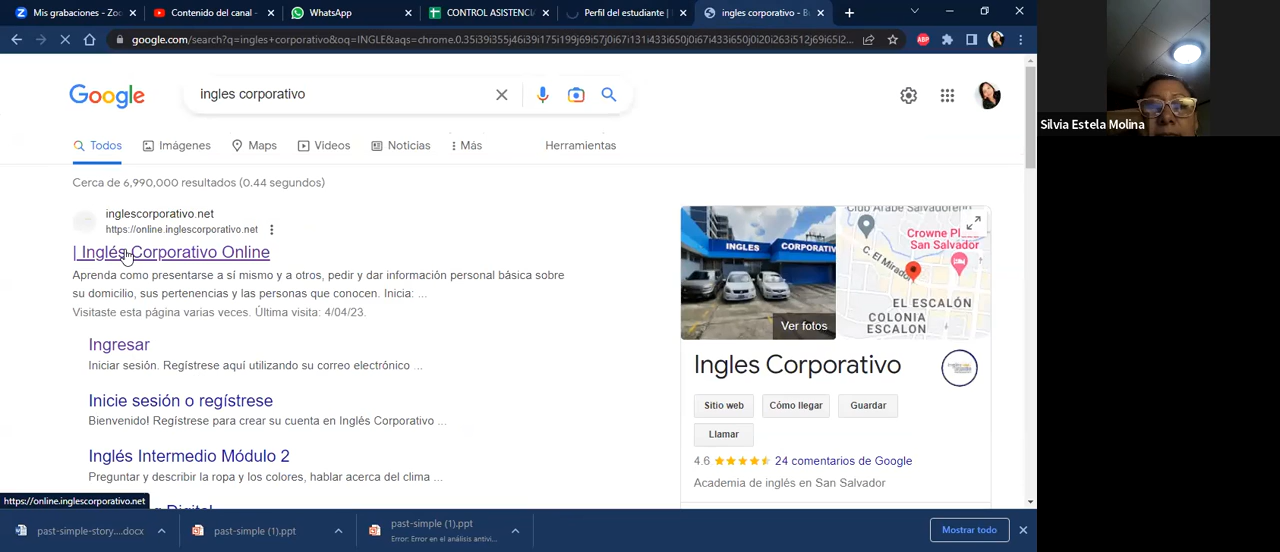 Mis grabaciones - Zoo
Contenido del canal -
WhatsApp
CONTROL ASISTENCIA
Perfil del estudiante |
ingles corporativo - B
google.com/search?q=ingles+corporativo&oq=INGLE&aqs=chrome.0.35i39i355j46i39i175i199j69i57j0i67i131i433i650j0i20i263i512j69i65l2...
ABP
Google
ingles corporativo
Todos
Imágenes
Maps
Videos
Noticias
Más
Herramientas
Cerca de 6,990,000 resultados (0.44 segundos)
inglescorporativo.net
https://online.inglescorporativo.net
| Inglés Corporativo Online
Aprenda como presentarse a sí mismo y a otros, pedir y dar información personal básica sobre
su domicilio, sus pertenencias y las personas que conocen. Inicia: ...
Visitaste esta página varias veces. Última visita: 4/04/23.
Ingresar
Iniciar sesión. Regístrese aquí utilizando su correo electrónico ...
Inicie sesión o regístrese
Bienvenido! Regístrese para crear su cuenta en Inglés Corporativo ...
Inglés Intermedio Módulo 2
Preguntar y describir la ropa y los colores, hablar acerca del clima ...
https://online.inglescorporativo.net
INGLES CORPORATIVO
Ver fotos
Club Árabe Salvadoreño
Crowne Plaza
San Salvador
C. El Mirador
EL ESCALÓN
COLONIA
ESCALON
Ingles Corporativo
Sitio web
Cómo llegar
Guardar
Llamar
4.6
24 comentarios de Google
Academia de inglés en San Salvador
past-simple-story....docx
past-simple (1).ppt
past-simple (1).ppt
Error: Error en el análisis antivi...
Mostrar todo
Silvia Estela Molina